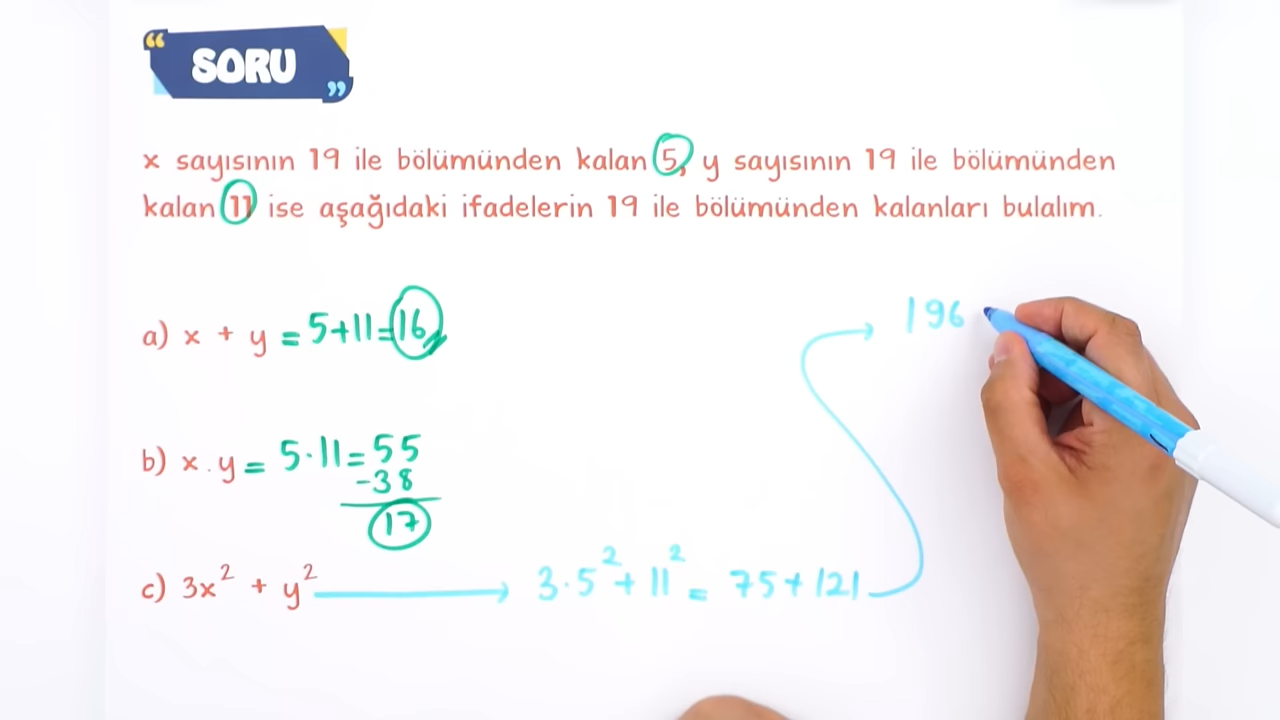 SORU
x sayısının 19 ile bölümünden kalan 5, y sayısının 19 ile bölümünden
kalan 11 ise aşağıdaki ifadelerin 19 ile bölümünden kalanları bulalım.
a) x + y = 5+11=16
b) x.y = 5·11=55
-38
17
c) 3x² + y² → 3·5²+11² = 75+121
→ 196